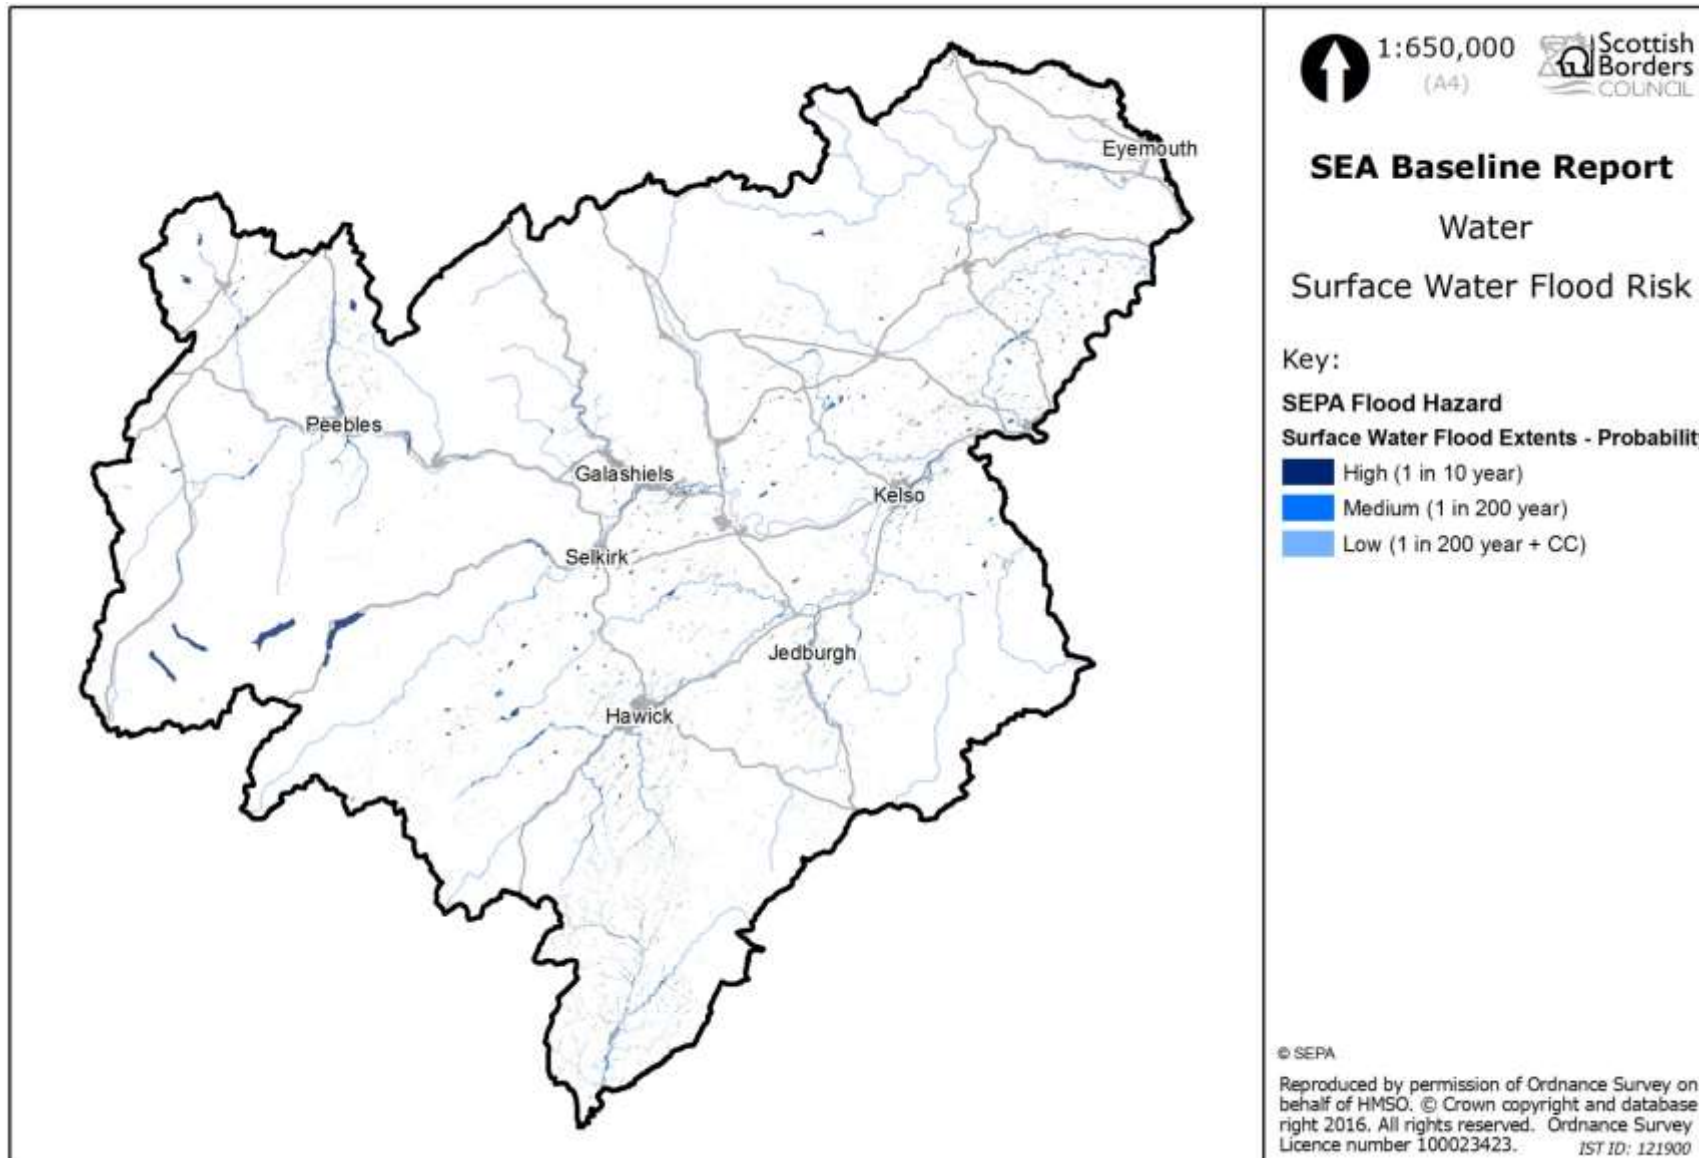 1:650,000
(A4)
Scottish
Borders
COUNCIL
SEA Baseline Report
Water
Surface Water Flood Risk
Key:
SEPA Flood Hazard
Surface Water Flood Extents - Probability
High (1 in 10 year)
Medium (1 in 200 year)
Low (1 in 200 year + CC)
Eyemouth
Peebles
Galashiels
Kelso
Selkirk
Jedburgh
Hawick
© SEPA
Reproduced by permission of Ordnance Survey on
behalf of HMSO. © Crown copyright and database
right 2016. All rights reserved. Ordnance Survey
Licence number 100023423.
IST ID: 121900